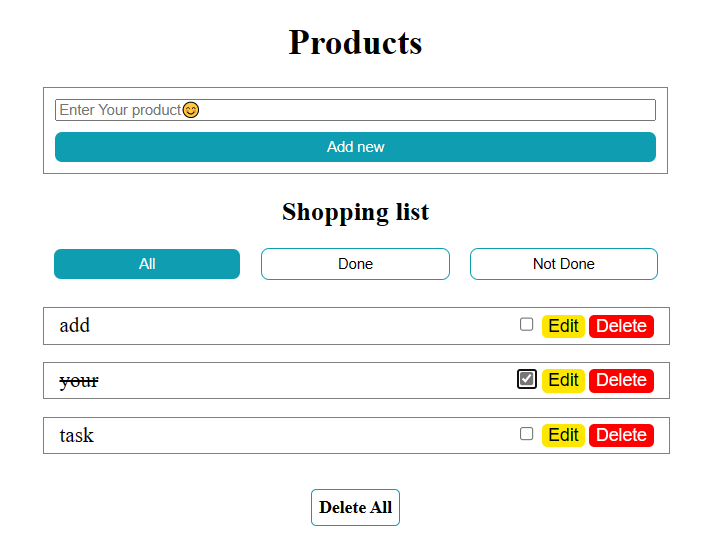 Products
Enter Your product😊
Add new
Shopping list
All Done Not Done
add Edit Delete
your Edit Delete
task Edit Delete
Delete All